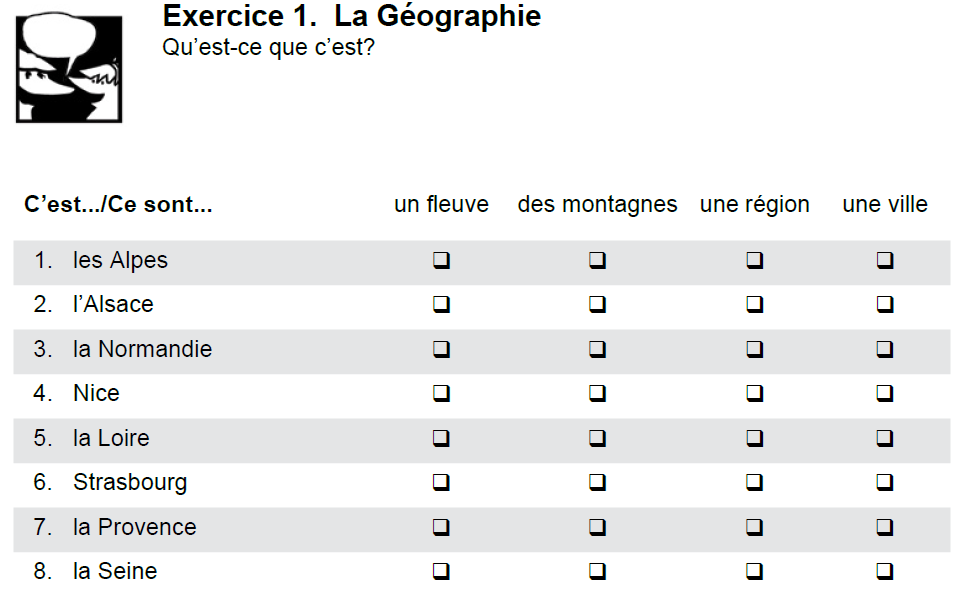 Exercice 1.  La Géographie
Qu’est-ce que c’est?
C’est.../Ce sont... un fleuve des montagnes une région une ville
1. les Alpes ❑ ❑ ❑ ❑
2. l’Alsace ❑ ❑ ❑ ❑
3. la Normandie ❑ ❑ ❑ ❑
4. Nice ❑ ❑ ❑ ❑
5. la Loire ❑ ❑ ❑ ❑
6. Strasbourg ❑ ❑ ❑ ❑
7. la Provence ❑ ❑ ❑ ❑
8. la Seine ❑ ❑ ❑ ❑